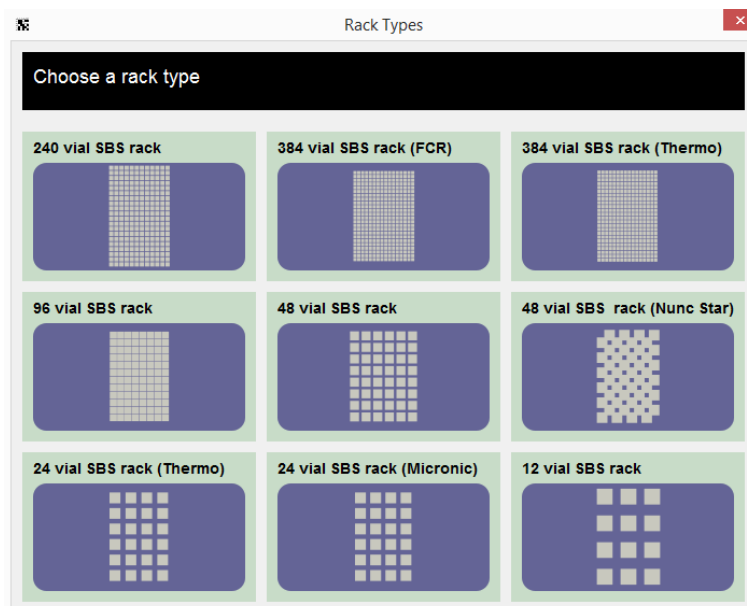 Rack Types
Choose a rack type
240 vial SBS rack
384 vial SBS rack (FCR)
384 vial SBS rack (Thermo)
96 vial SBS rack
48 vial SBS rack
48 vial SBS  rack (Nunc Star)
24 vial SBS rack (Thermo)
24 vial SBS rack (Micronic)
12 vial SBS rack